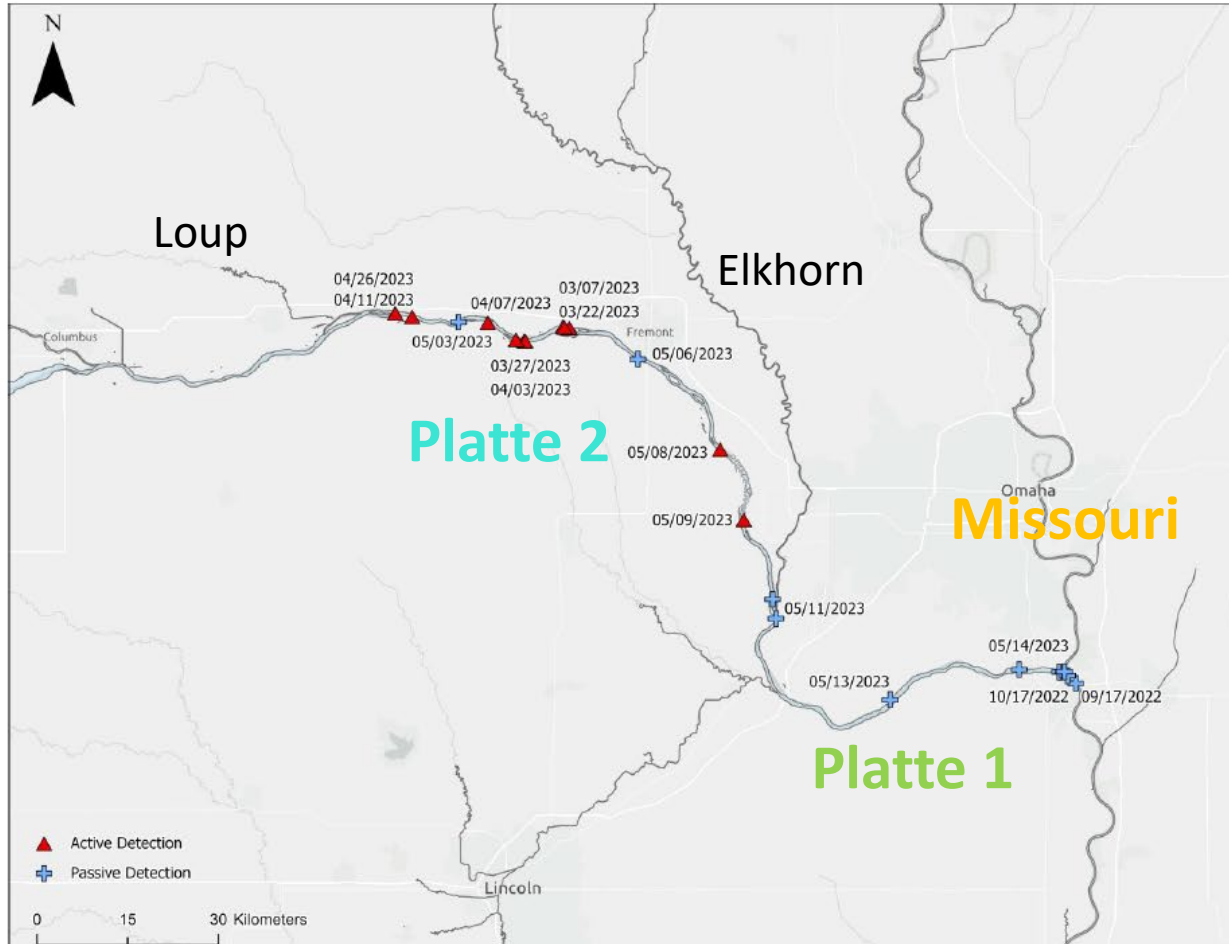 N
Loup
Elkhorn
04/26/2023
04/11/2023
04/07/2023
03/07/2023
03/22/2023
Columbus
Fremont
05/03/2023
05/06/2023
03/27/2023
04/03/2023
Platte 2
05/08/2023
Omaha
05/09/2023
Missouri
05/11/2023
05/14/2023
05/13/2023
10/17/2022
09/17/2022
Platte 1
Active Detection
Passive Detection
Lincoln
0 15 30 Kilometers